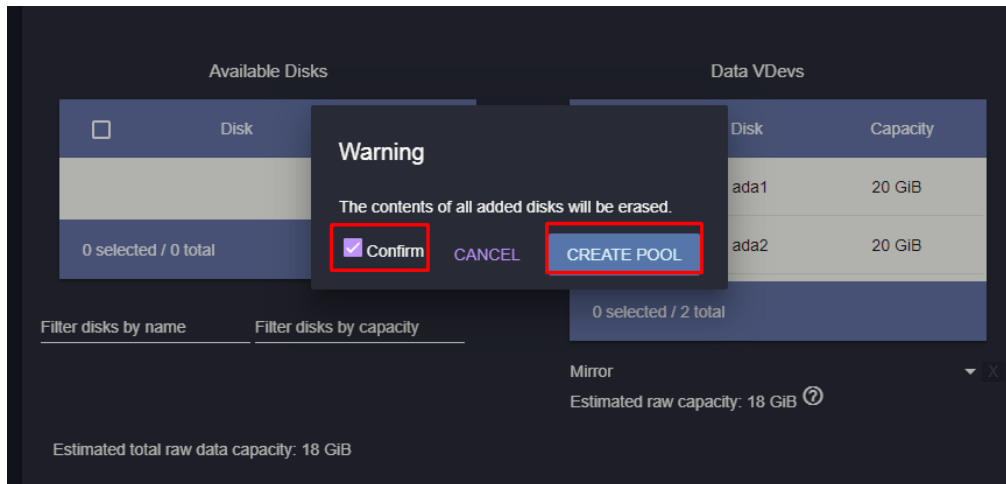 Available Disks
Data VDevs
Disk
Disk
Capacity
Warning
The contents of all added disks will be erased.
Confirm
CANCEL
CREATE POOL
ada1
20 GiB
ada2
20 GiB
0 selected / 0 total
0 selected / 2 total
Filter disks by name
Filter disks by capacity
Mirror
X
Estimated raw capacity: 18 GiB ?
Estimated total raw data capacity: 18 GiB